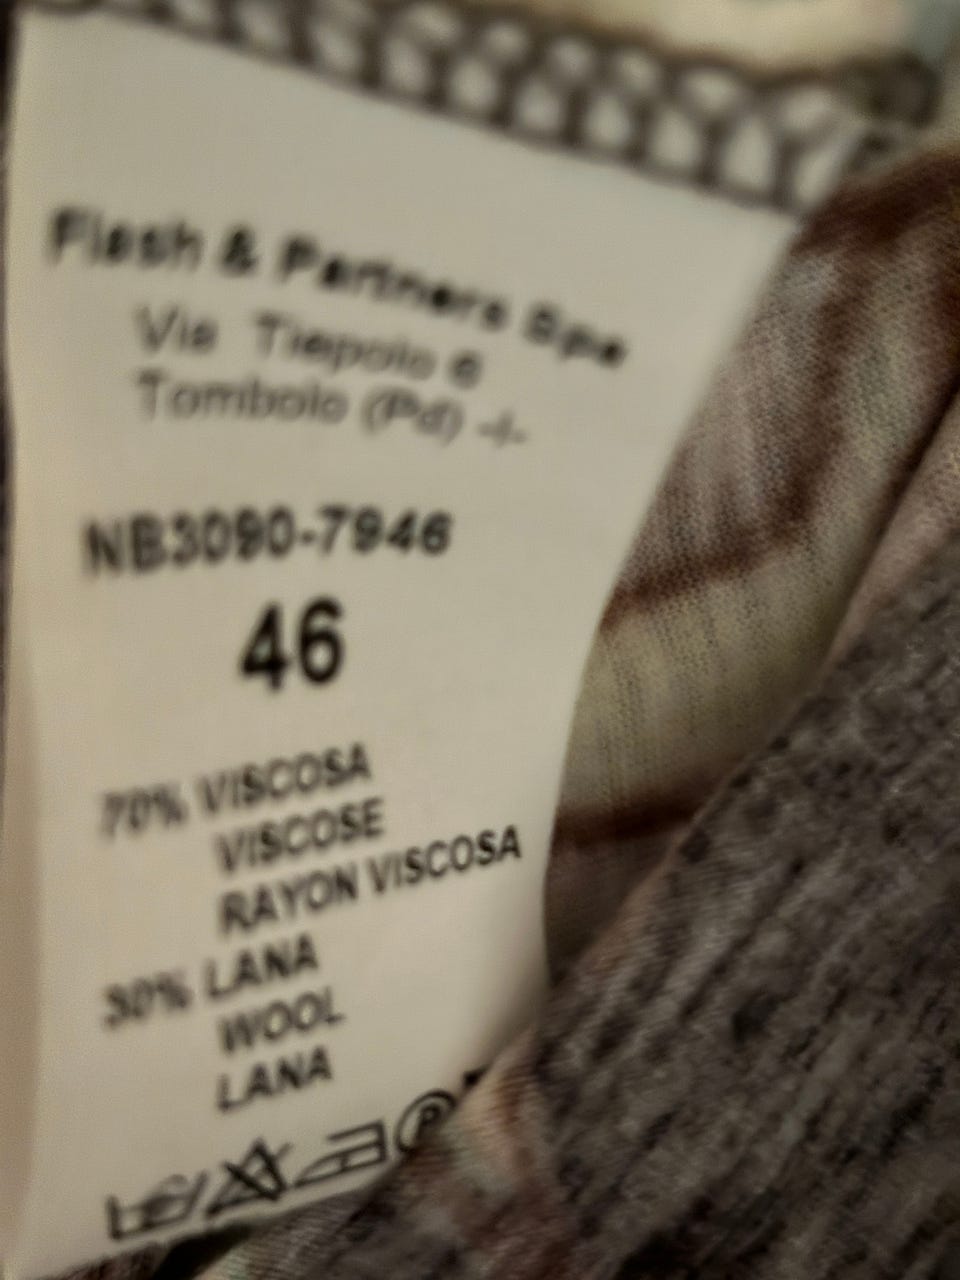 Flash & Partners Spa
Via Tiepolo 6
Tombolo (Pd) -I-
NB3090-7946
46
70% VISCOSA
VISCOSE
RAYON VISCOSA
30% LANA
WOOL
LANA
P